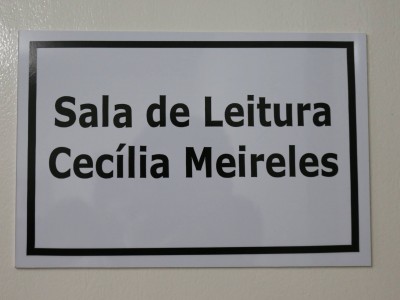 Sala de Leitura
Cecília Meireles